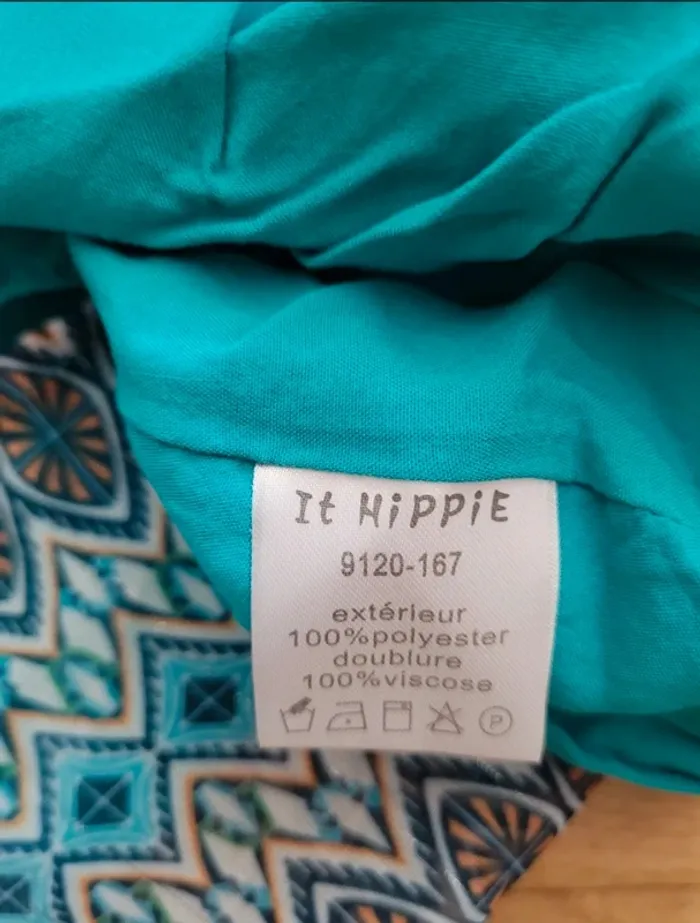 It HiPPiE
9120-167
extérieur
100%polyester
doublure
100%viscose
P